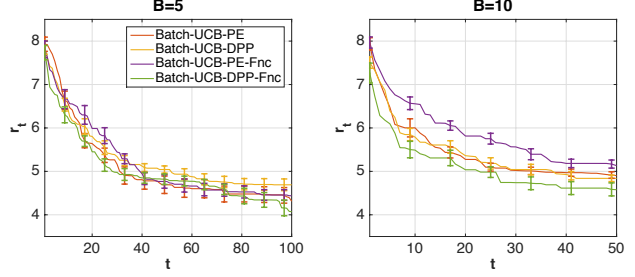 B=5
8
7
6
5
4
r_t
20 40 60 80 100
t
Batch-UCB-PE
Batch-UCB-DPP
Batch-UCB-PE-Fnc
Batch-UCB-DPP-Fnc
B=10
8
7
6
5
4
r_t
10 20 30 40 50
t